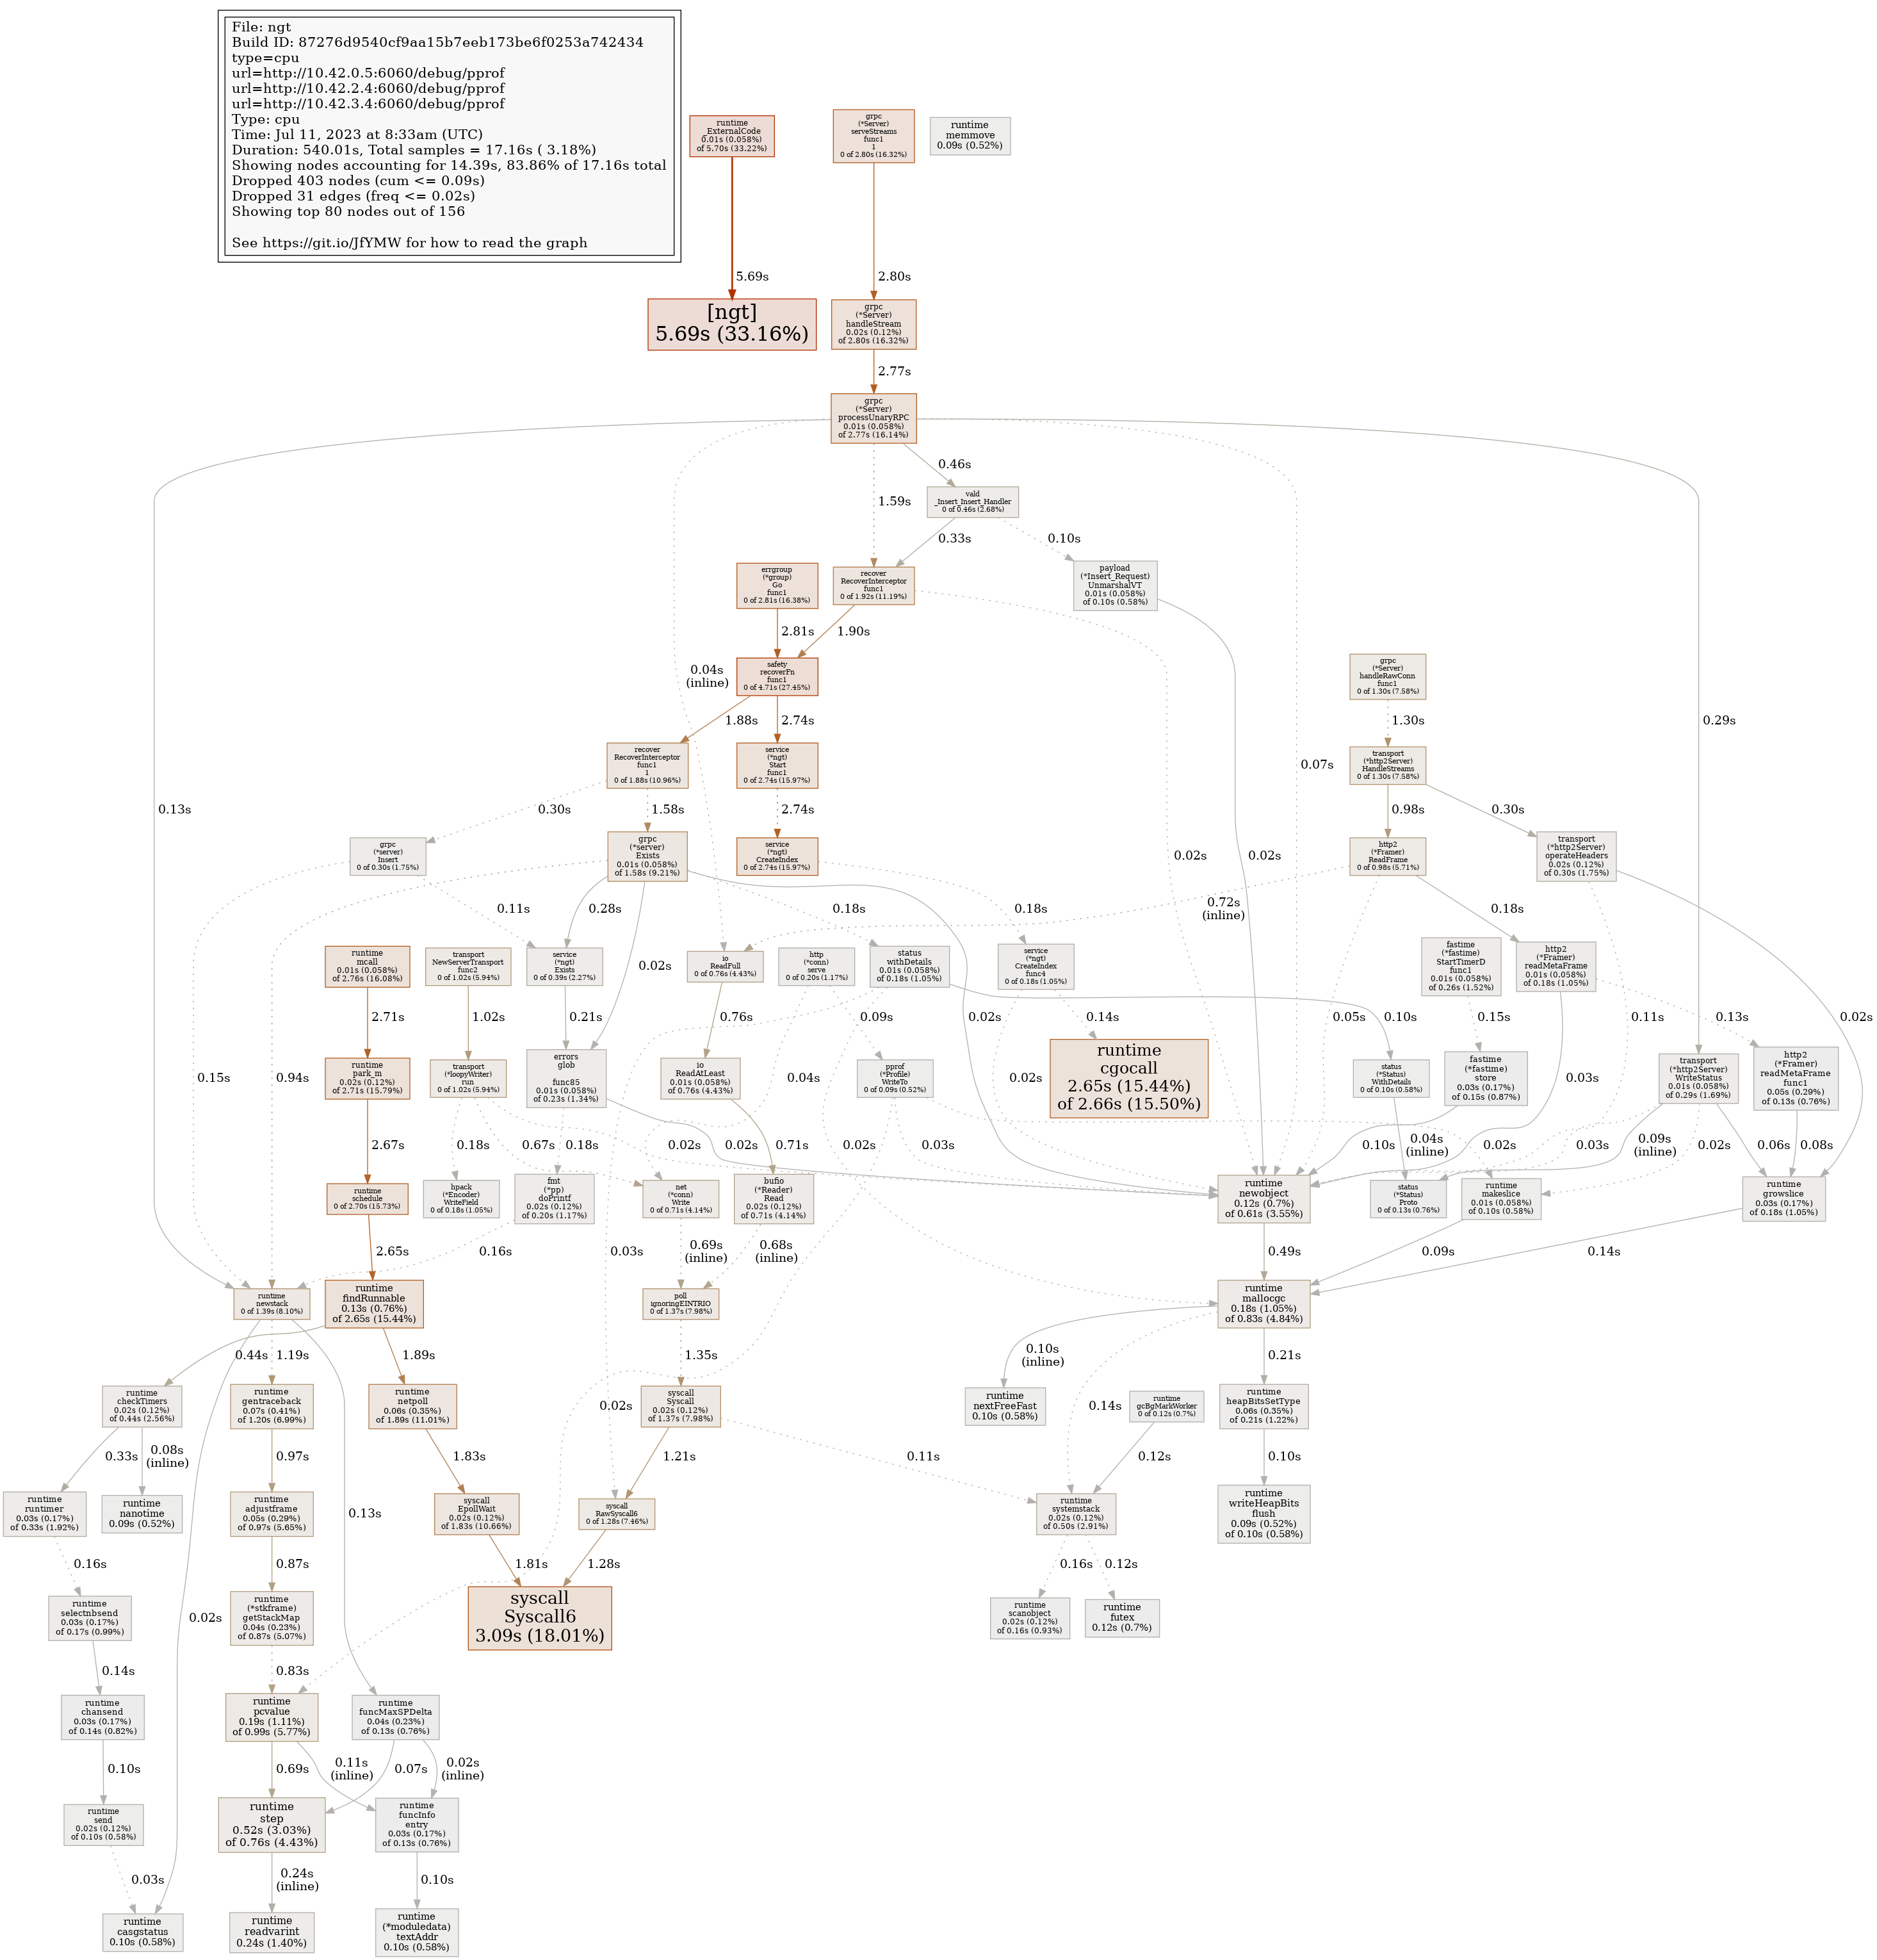 File: ngt
Build ID: 87276d9540cf9aa15b7eeb173be6f0253a742434
type=cpu
url=http://10.42.0.5:6060/debug/pprof
url=http://10.42.2.4:6060/debug/pprof
url=http://10.42.3.4:6060/debug/pprof
Type: cpu
Time: Jul 11, 2023 at 8:33am (UTC)
Duration: 540.01s, Total samples = 17.16s ( 3.18%)
Showing nodes accounting for 14.39s, 83.86% of 17.16s total
Dropped 403 nodes (cum <= 0.09s)
Dropped 31 edges (freq <= 0.02s)
Showing top 80 nodes out of 156
See https://git.io/JfYMW for how to read the graph
runtime
_ExternalCode
0.01s (0.058%)
of 5.70s (33.22%)
grpc
(*Server)
serveStreams
func1
1
0 of 2.80s (16.32%)
runtime
memmove
0.09s (0.52%)
5.69s
2.80s
[ngt]
5.69s (33.16%)
grpc
(*Server)
handleStream
0.02s (0.12%)
of 2.80s (16.32%)
2.77s
grpc
(*Server)
processUnaryRPC
0.01s (0.058%)
of 2.77s (16.14%)
0.46s
1.59s
vald
_Insert_Insert_Handler
0 of 0.46s (2.68%)
0.33s
0.10s
errgroup
(*group)
Go
func1
0 of 2.81s (16.38%)
recover
RecoverInterceptor
func1
0 of 1.92s (11.19%)
payload
(*Insert_Request)
UnmarshalVT
0.01s (0.058%)
of 0.10s (0.58%)
2.81s
1.90s
0.04s
(inline)
safety
recoverFn
func1
0 of 4.71s (27.45%)
grpc
(*Server)
handleRawConn
func1
0 of 1.30s (7.58%)
1.88s
2.74s
1.30s
0.29s
recover
RecoverInterceptor
func1
1
0 of 1.88s (10.96%)
service
(*ngt)
Start
func1
0 of 2.74s (15.97%)
transport
(*http2Server)
HandleStreams
0 of 1.30s (7.58%)
0.07s
0.13s
0.30s
1.58s
2.74s
0.98s
0.30s
0.02s
0.02s
grpc
(*server)
Insert
0 of 0.30s (1.75%)
grpc
(*server)
Exists
0.01s (0.058%)
of 1.58s (9.21%)
service
(*ngt)
CreateIndex
0 of 2.74s (15.97%)
http2
(*Framer)
ReadFrame
0 of 0.98s (5.71%)
transport
(*http2Server)
operateHeaders
0.02s (0.12%)
of 0.30s (1.75%)
0.11s
0.28s
0.18s
0.18s
0.72s
(inline)
0.18s
runtime
mcall
0.01s (0.058%)
of 2.76s (16.08%)
transport
NewServerTransport
func2
0 of 1.02s (5.94%)
service
(*ngt)
Exists
0 of 0.39s (2.27%)
0.02s
io
ReadFull
0 of 0.76s (4.43%)
http
(*conn)
serve
0 of 0.20s (1.17%)
status
withDetails
0.01s (0.058%)
of 0.18s (1.05%)
service
(*ngt)
CreateIndex
func4
0 of 0.18s (1.05%)
fastime
(*fastime)
StartTimerD
func1
0.01s (0.058%)
of 0.26s (1.52%)
http2
(*Framer)
readMetaFrame
0.01s (0.058%)
of 0.18s (1.05%)
2.71s
1.02s
0.21s
0.76s
0.09s
0.02s
0.10s
0.14s
0.05s
0.15s
0.11s
0.13s
0.02s
0.15s
0.94s
runtime
park_m
0.02s (0.12%)
of 2.71s (15.79%)
transport
(*loopyWriter)
run
0 of 1.02s (5.94%)
errors
glob

func85
0.01s (0.058%)
of 0.23s (1.34%)
io
ReadAtLeast
0.01s (0.058%)
of 0.76s (4.43%)
0.04s
pprof
(*Profile)
WriteTo
0 of 0.09s (0.52%)
0.02s
runtime
cgocall
2.65s (15.44%)
of 2.66s (15.50%)
status
(*Status)
WithDetails
0 of 0.10s (0.58%)
fastime
(*fastime)
store
0.03s (0.17%)
of 0.15s (0.87%)
0.03s
transport
(*http2Server)
WriteStatus
0.01s (0.058%)
of 0.29s (1.69%)
http2
(*Framer)
readMetaFrame
func1
0.05s (0.29%)
of 0.13s (0.76%)
2.67s
0.18s
0.67s
0.02s
0.18s
0.02s
0.71s
0.02s
0.03s
0.10s
0.02s
0.04s
(inline)
0.03s
0.09s
(inline)
0.02s
0.06s
0.08s
runtime
schedule
0 of 2.70s (15.73%)
hpack
(*Encoder)
WriteField
0 of 0.18s (1.05%)
fmt
(*pp)
doPrintf
0.02s (0.12%)
of 0.20s (1.17%)
net
(*conn)
Write
0 of 0.71s (4.14%)
bufio
(*Reader)
Read
0.02s (0.12%)
of 0.71s (4.14%)
runtime
newobject
0.12s (0.7%)
of 0.61s (3.55%)
status
(*Status)
Proto
0 of 0.13s (0.76%)
runtime
makeslice
0.01s (0.058%)
of 0.10s (0.58%)
runtime
growslice
0.03s (0.17%)
of 0.18s (1.05%)
2.65s
0.16s
0.03s
0.69s
(inline)
0.68s
(inline)
0.49s
0.09s
0.14s
runtime
newstack
0 of 1.39s (8.10%)
runtime
findRunnable
0.13s (0.76%)
of 2.65s (15.44%)
poll
ignoringEINTRIO
0 of 1.37s (7.98%)
runtime
mallocgc
0.18s (1.05%)
of 0.83s (4.84%)
0.44s
1.19s
1.89s
1.35s
0.10s
(inline)
0.21s
runtime
checkTimers
0.02s (0.12%)
of 0.44s (2.56%)
runtime
gentraceback
0.07s (0.41%)
of 1.20s (6.99%)
runtime
netpoll
0.06s (0.35%)
of 1.89s (11.01%)
0.02s
syscall
Syscall
0.02s (0.12%)
of 1.37s (7.98%)
runtime
nextFreeFast
0.10s (0.58%)
0.14s
runtime
gcBgMarkWorker
0 of 0.12s (0.7%)
runtime
heapBitsSetType
0.06s (0.35%)
of 0.21s (1.22%)
0.33s
0.08s
(inline)
0.97s
0.13s
1.83s
1.21s
0.11s
0.12s
0.10s
runtime
runtimer
0.03s (0.17%)
of 0.33s (1.92%)
runtime
nanotime
0.09s (0.52%)
runtime
adjustframe
0.05s (0.29%)
of 0.97s (5.65%)
syscall
EpollWait
0.02s (0.12%)
of 1.83s (10.66%)
syscall
RawSyscall6
0 of 1.28s (7.46%)
runtime
systemstack
0.02s (0.12%)
of 0.50s (2.91%)
runtime
writeHeapBits
flush
0.09s (0.52%)
of 0.10s (0.58%)
0.16s
0.87s
1.81s
1.28s
0.16s
0.12s
runtime
selectnbsend
0.03s (0.17%)
of 0.17s (0.99%)
0.02s
runtime
(*stkframe)
getStackMap
0.04s (0.23%)
of 0.87s (5.07%)
syscall
Syscall6
3.09s (18.01%)
runtime
scanobject
0.02s (0.12%)
of 0.16s (0.93%)
runtime
futex
0.12s (0.7%)
0.14s
0.83s
runtime
chansend
0.03s (0.17%)
of 0.14s (0.82%)
runtime
pcvalue
0.19s (1.11%)
of 0.99s (5.77%)
runtime
funcMaxSPDelta
0.04s (0.23%)
of 0.13s (0.76%)
0.10s
0.69s
0.11s
(inline)
0.07s
0.02s
(inline)
runtime
send
0.02s (0.12%)
of 0.10s (0.58%)
runtime
step
0.52s (3.03%)
of 0.76s (4.43%)
runtime
funcInfo
entry
0.03s (0.17%)
of 0.13s (0.76%)
0.03s
0.24s
(inline)
0.10s
runtime
casgstatus
0.10s (0.58%)
runtime
readvarint
0.24s (1.40%)
runtime
(*moduledata)
textAddr
0.10s (0.58%)